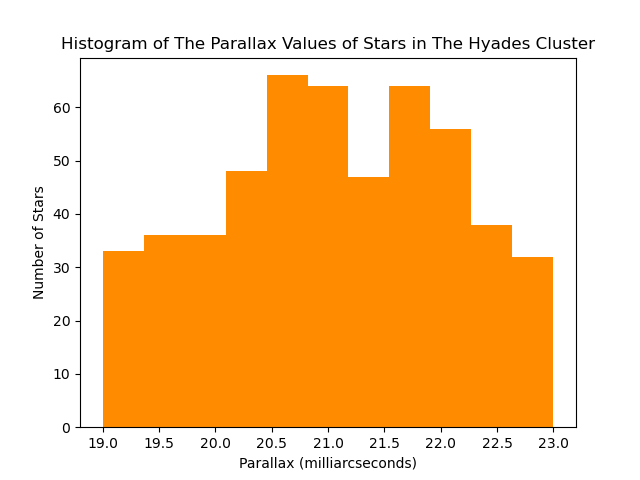 Histogram of The Parallax Values of Stars in The Hyades Cluster
60
50
40
30
20
10
0
Number of Stars
19.0 19.5 20.0 20.5 21.0 21.5 22.0 22.5 23.0
Parallax (milliarcseconds)